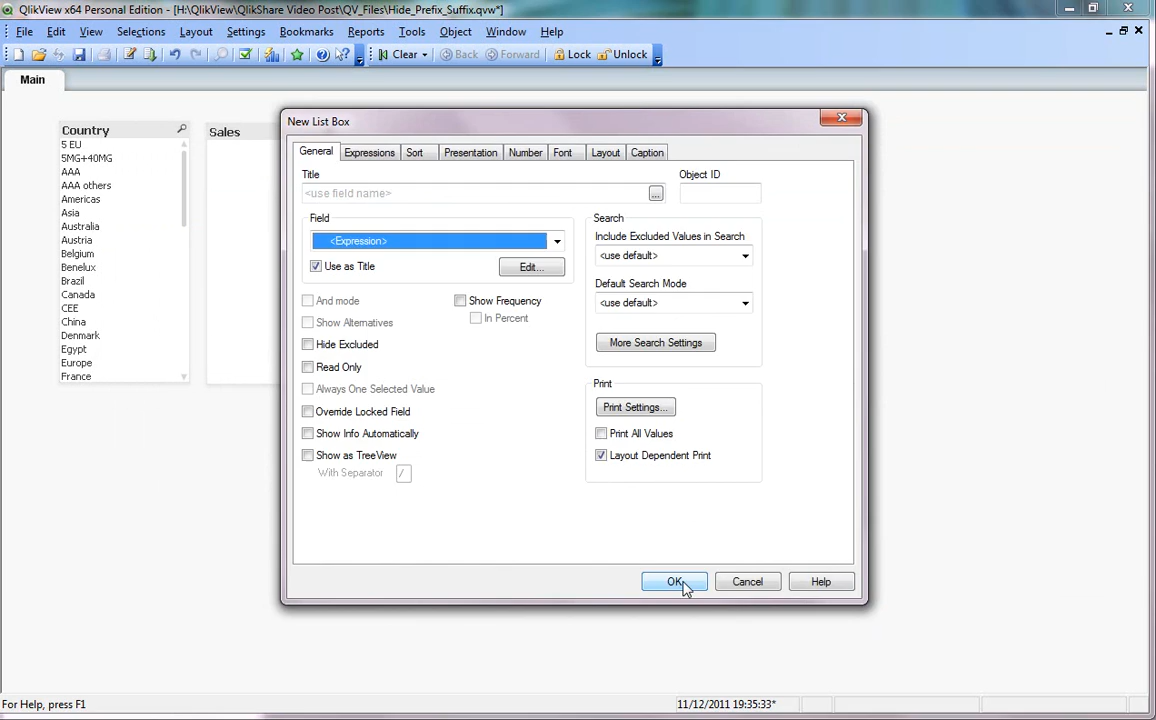 QlikView x64 Personal Edition - [H:\QlikView\QlikShare Video Post\QV_Files\Hide_Prefix_Suffix.qvw*]
File Edit View Selections Layout Settings Bookmarks Reports Tools Object Window Help
Clear Back Forward Lock Unlock
Main
Country
5 EU
5MG+40MG
AAA
AAA others
Americas
Asia
Australia
Austria
Belgium
Benelux
Brazil
Canada
CEE
China
Denmark
Egypt
Europe
France
Sales
New List Box
General Expressions Sort Presentation Number Font Layout Caption
Title
<use field name>
...
Object ID
Field
<Expression>
Use as Title
Edit...
And mode
Show Alternatives
Hide Excluded
Read Only
Always One Selected Value
Override Locked Field
Show Info Automatically
Show as TreeView
With Separator /
Show Frequency
In Percent
Search
Include Excluded Values in Search
<use default>
Default Search Mode
<use default>
More Search Settings
Print
Print Settings...
Print All Values
Layout Dependent Print
OK Cancel Help
For Help, press F1
11/12/2011 19:35:33*